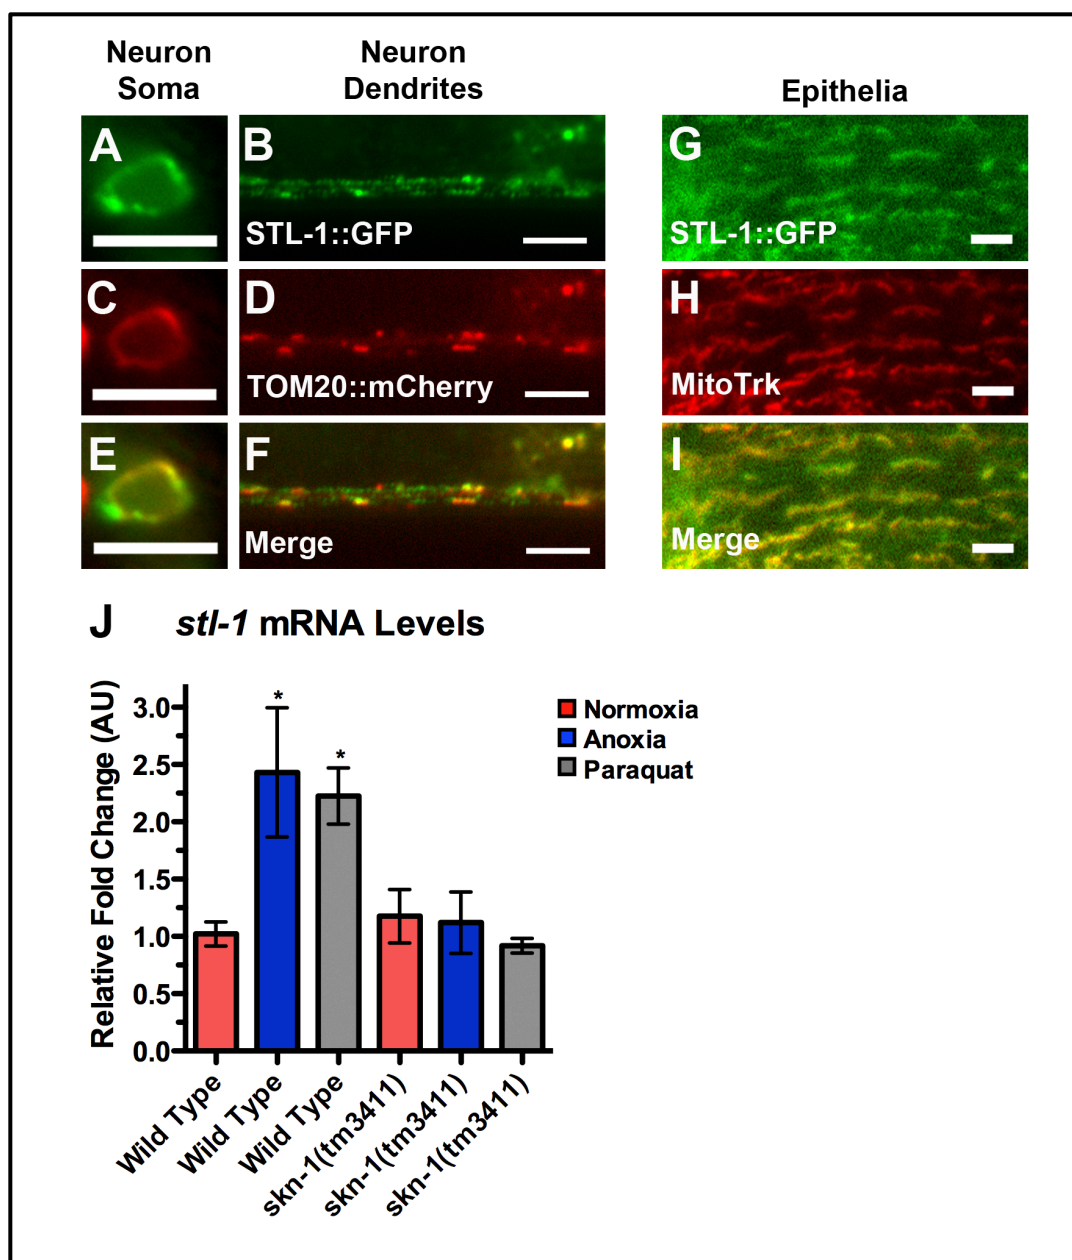 Neuron
Soma
Neuron
Dendrites
Epithelia
A
B
STL-1::GFP
G
STL-1::GFP
C
D
TOM20::mCherry
H
MitoTrk
E
F
Merge
I
Merge
J stl-1 mRNA Levels
Relative Fold Change (AU)
3.0
2.5
2.0
1.5
1.0
0.5
0.0
*
*
Normoxia
Anoxia
Paraquat
Wild Type
Wild Type
Wild Type
skn-1(tm3411)
skn-1(tm3411)
skn-1(tm3411)